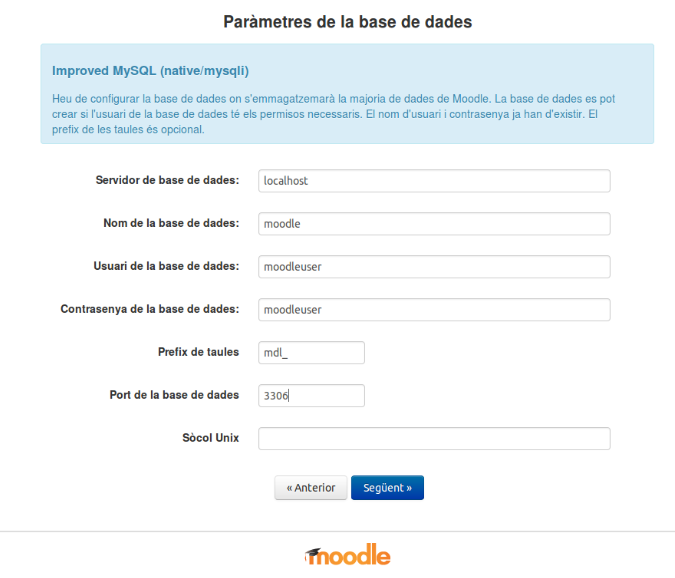 Paràmetres de la base de dades
Improved MySQL (native/mysqli)
Heu de configurar la base de dades on s'emmagatzemarà la majoria de dades de Moodle. La base de dades es pot
crear si l'usuari de la base de dades té els permisos necessaris. El nom d'usuari i contrasenya ja han d'existir. El
prefix de les taules és opcional.
Servidor de base de dades: localhost
Nom de la base de dades: moodle
Usuari de la base de dades: moodleuser
Contrasenya de la base de dades: moodleuser
Prefix de taules mdl_
Port de la base de dades 3306
Sòcol Unix
« Anterior Següent »
moodle